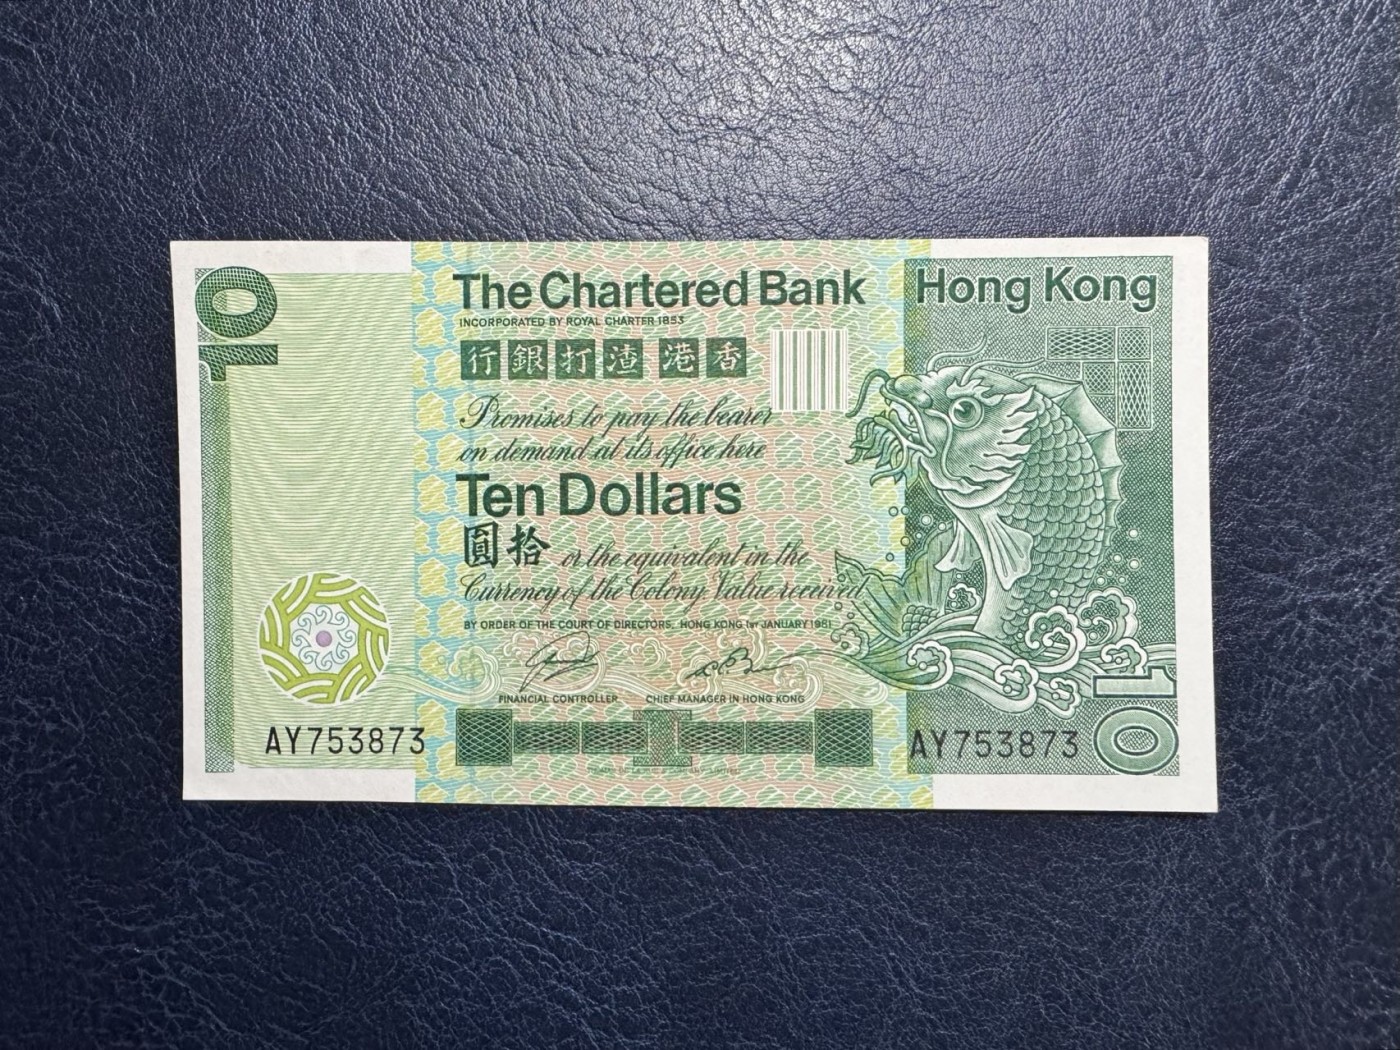 10
The Chartered Bank
Hong Kong
INCORPORATED BY ROYAL CHARTER 1853
行銀打渣 港香
Promises to pay the bearer
on demand at its office here
Ten Dollars
圓拾 or the equivalent in the
Currency of the Colony Value received
BY ORDER OF THE COURT OF DIRECTORS, HONG KONG 1ST JANUARY 1981
FINANCIAL CONTROLLER CHIEF MANAGER IN HONG KONG
AY753873
AY753873
10